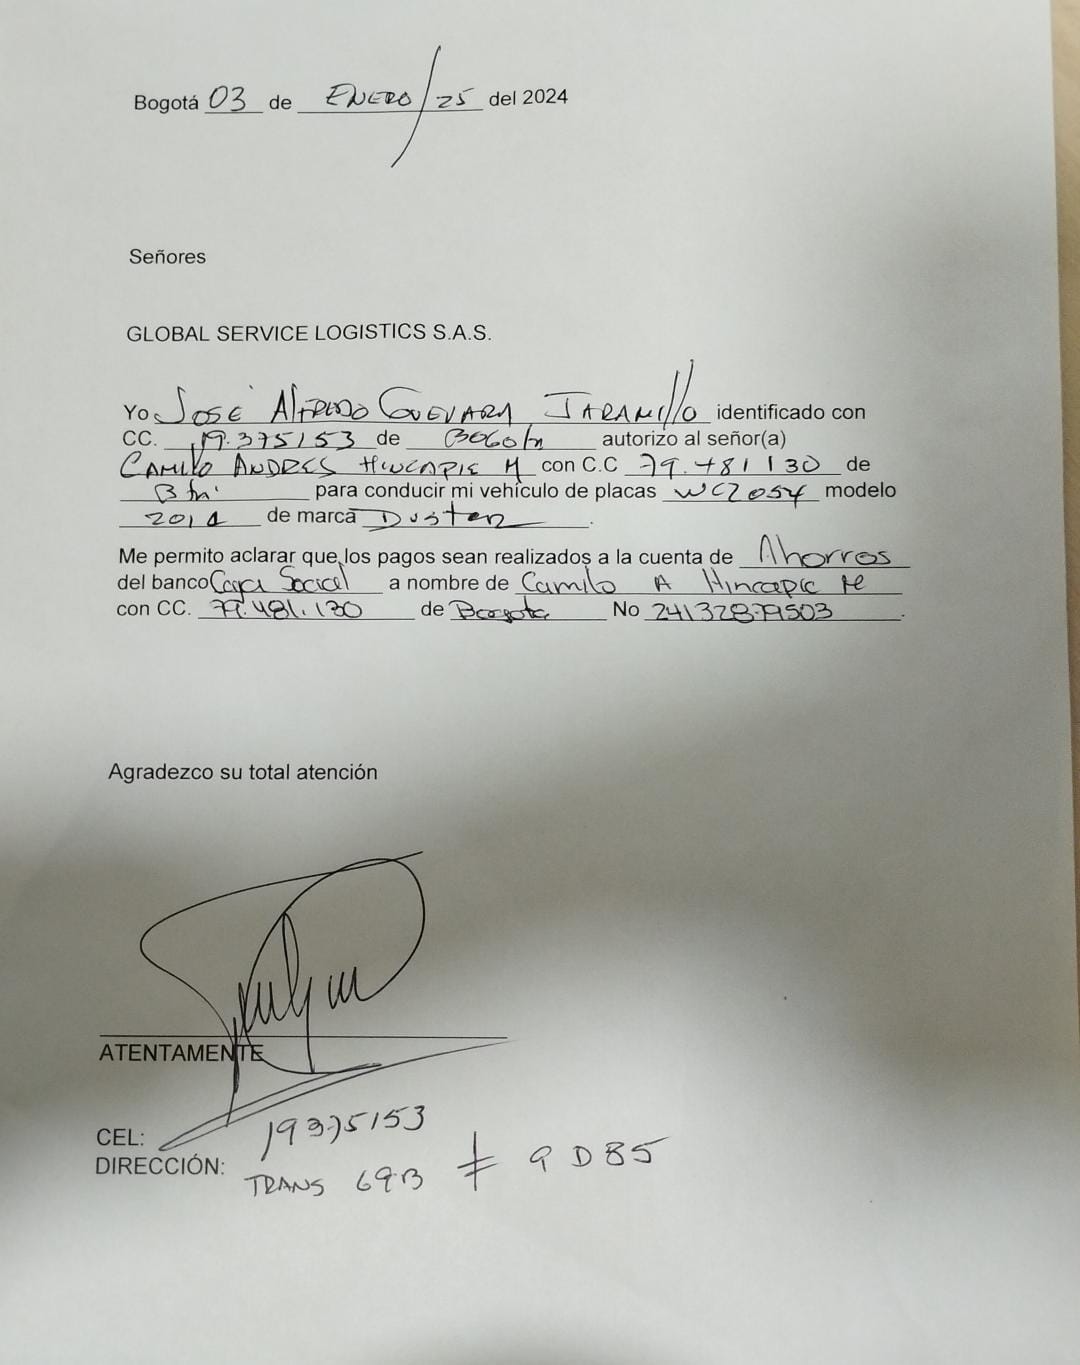 Bogotá 03 de ENERO / 25 del 2024
Señores
GLOBAL SERVICE LOGISTICS S.A.S.
Yo JOSE Alfredo GUEVARA JARAMIllO identificado con
CC. 19.375153 de BOGOta autorizo al señor(a)
CAMILO ANDRES HINCAPIE M con C.C 79.481130 de
Bta para conducir mi vehículo de placas WCZ054 modelo
de marca Duster.
Me permito aclarar que los pagos sean realizados a la cuenta de Ahorros
del banco Caja Social a nombre de Camilo A Hincapie M
con CC. 79.481.130 de Bogota No 24132879503.
Agradezco su total atención
ATENTAMENTE
CEL: 19375153
DIRECCIÓN: TRANS 69B # 9 D 85